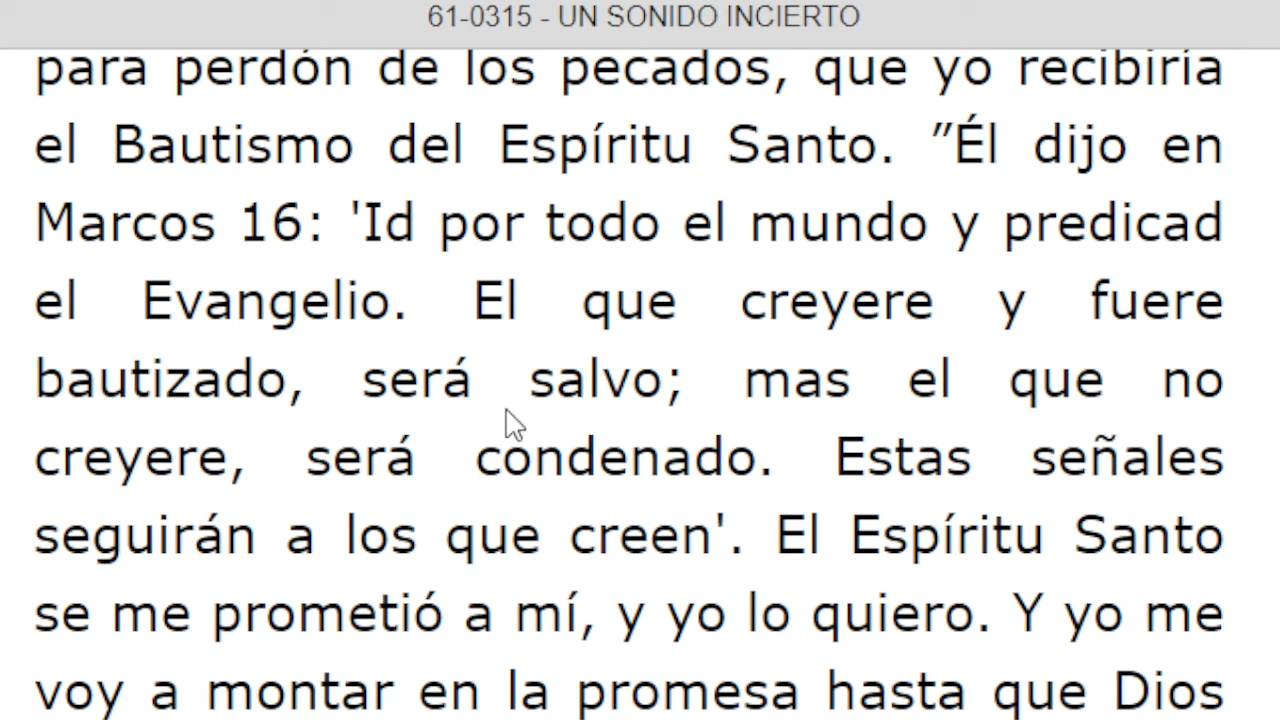 61-0315 - UN SONIDO INCIERTO
para perdón de los pecados, que yo recibiría
el Bautismo del Espíritu Santo. ”Él dijo en
Marcos 16: 'Id por todo el mundo y predicad
el Evangelio. El que creyere y fuere
bautizado, será salvo; mas el que no
creyere, será condenado. Estas señales
seguirán a los que creen'. El Espíritu Santo
se me prometió a mí, y yo lo quiero. Y yo me
voy a montar en la promesa hasta que Dios